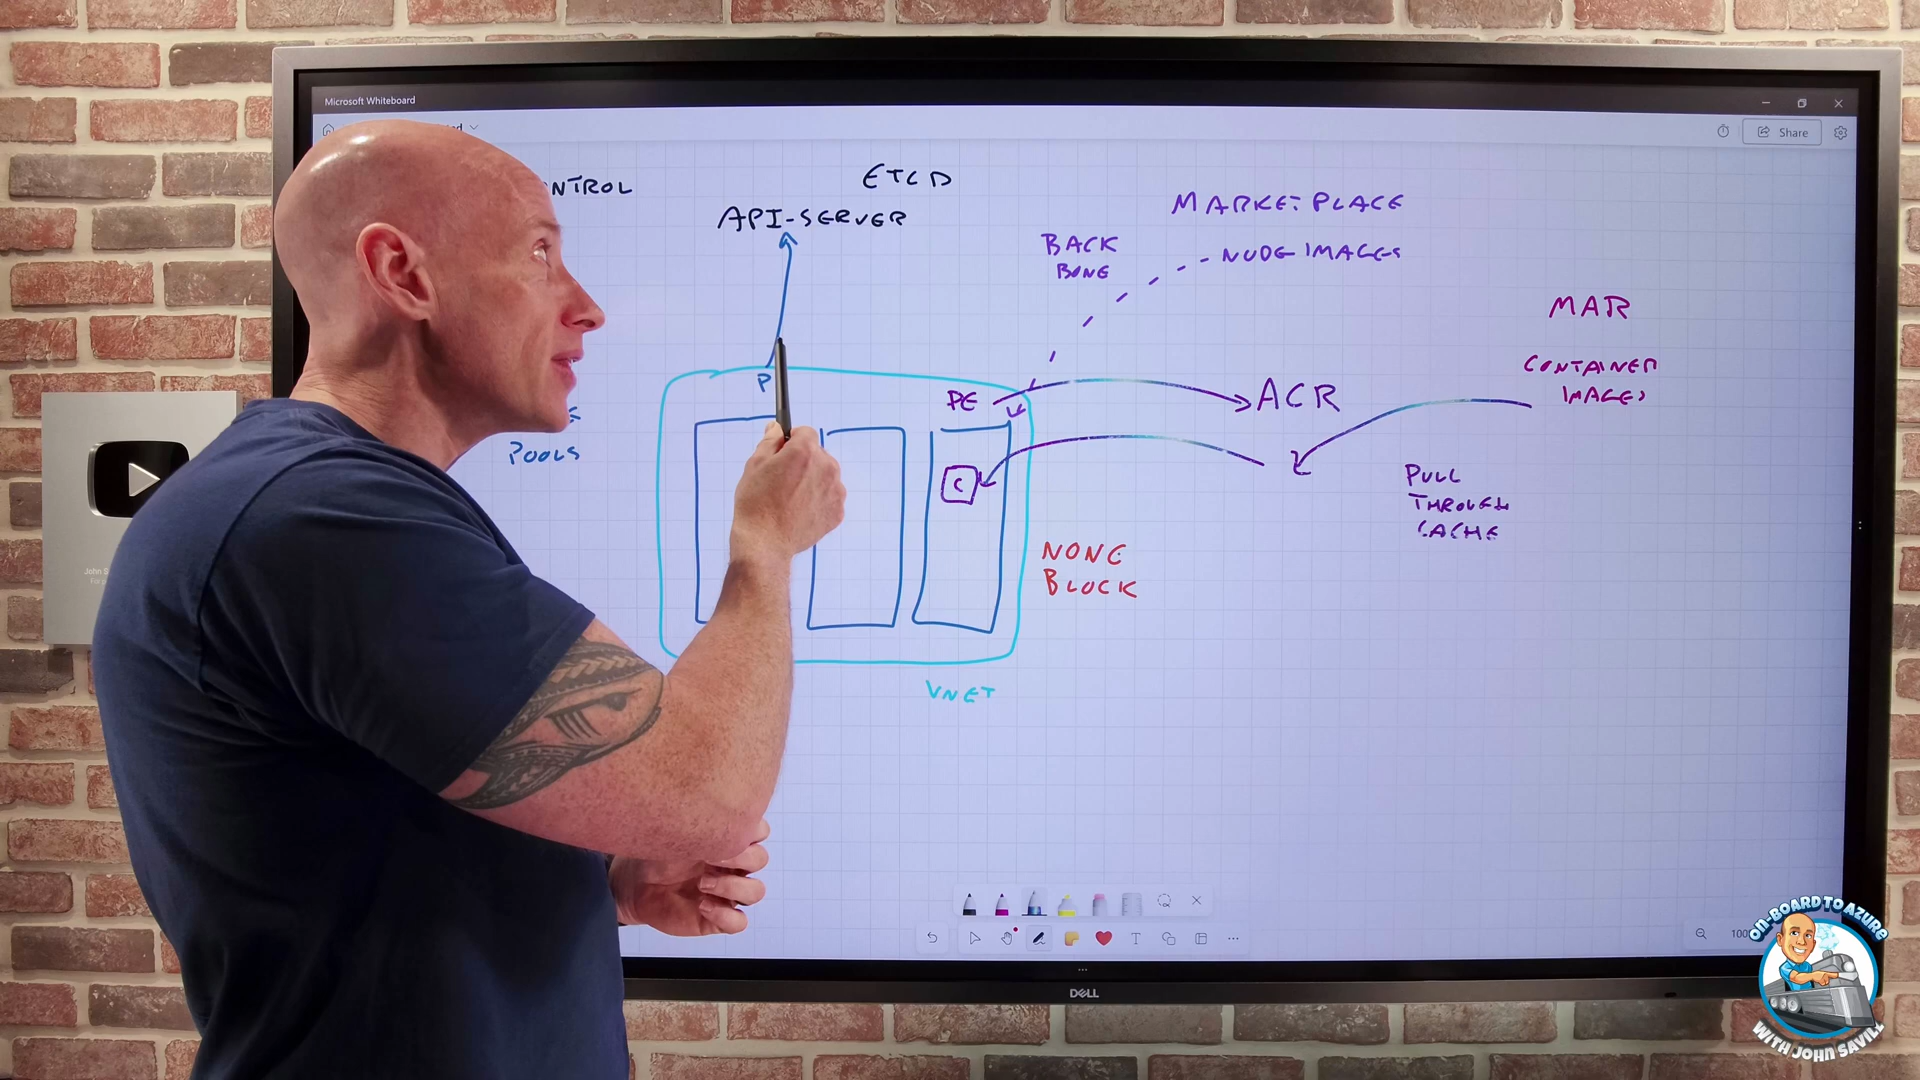 Microsoft Whiteboard
Share
NTROL
ETCD
API-SERVER
MARKETPLACE
BACK
BONE
NODE IMAGES
MAR
CONTAINER
IMAGES
P
PE
ACR
POOLS
C
PULL
THROUGH
CACHE
NONE
BLOCK
VNET
John S
DELL
ON-BOARD TO AZURE
WITH JOHN SAVILL